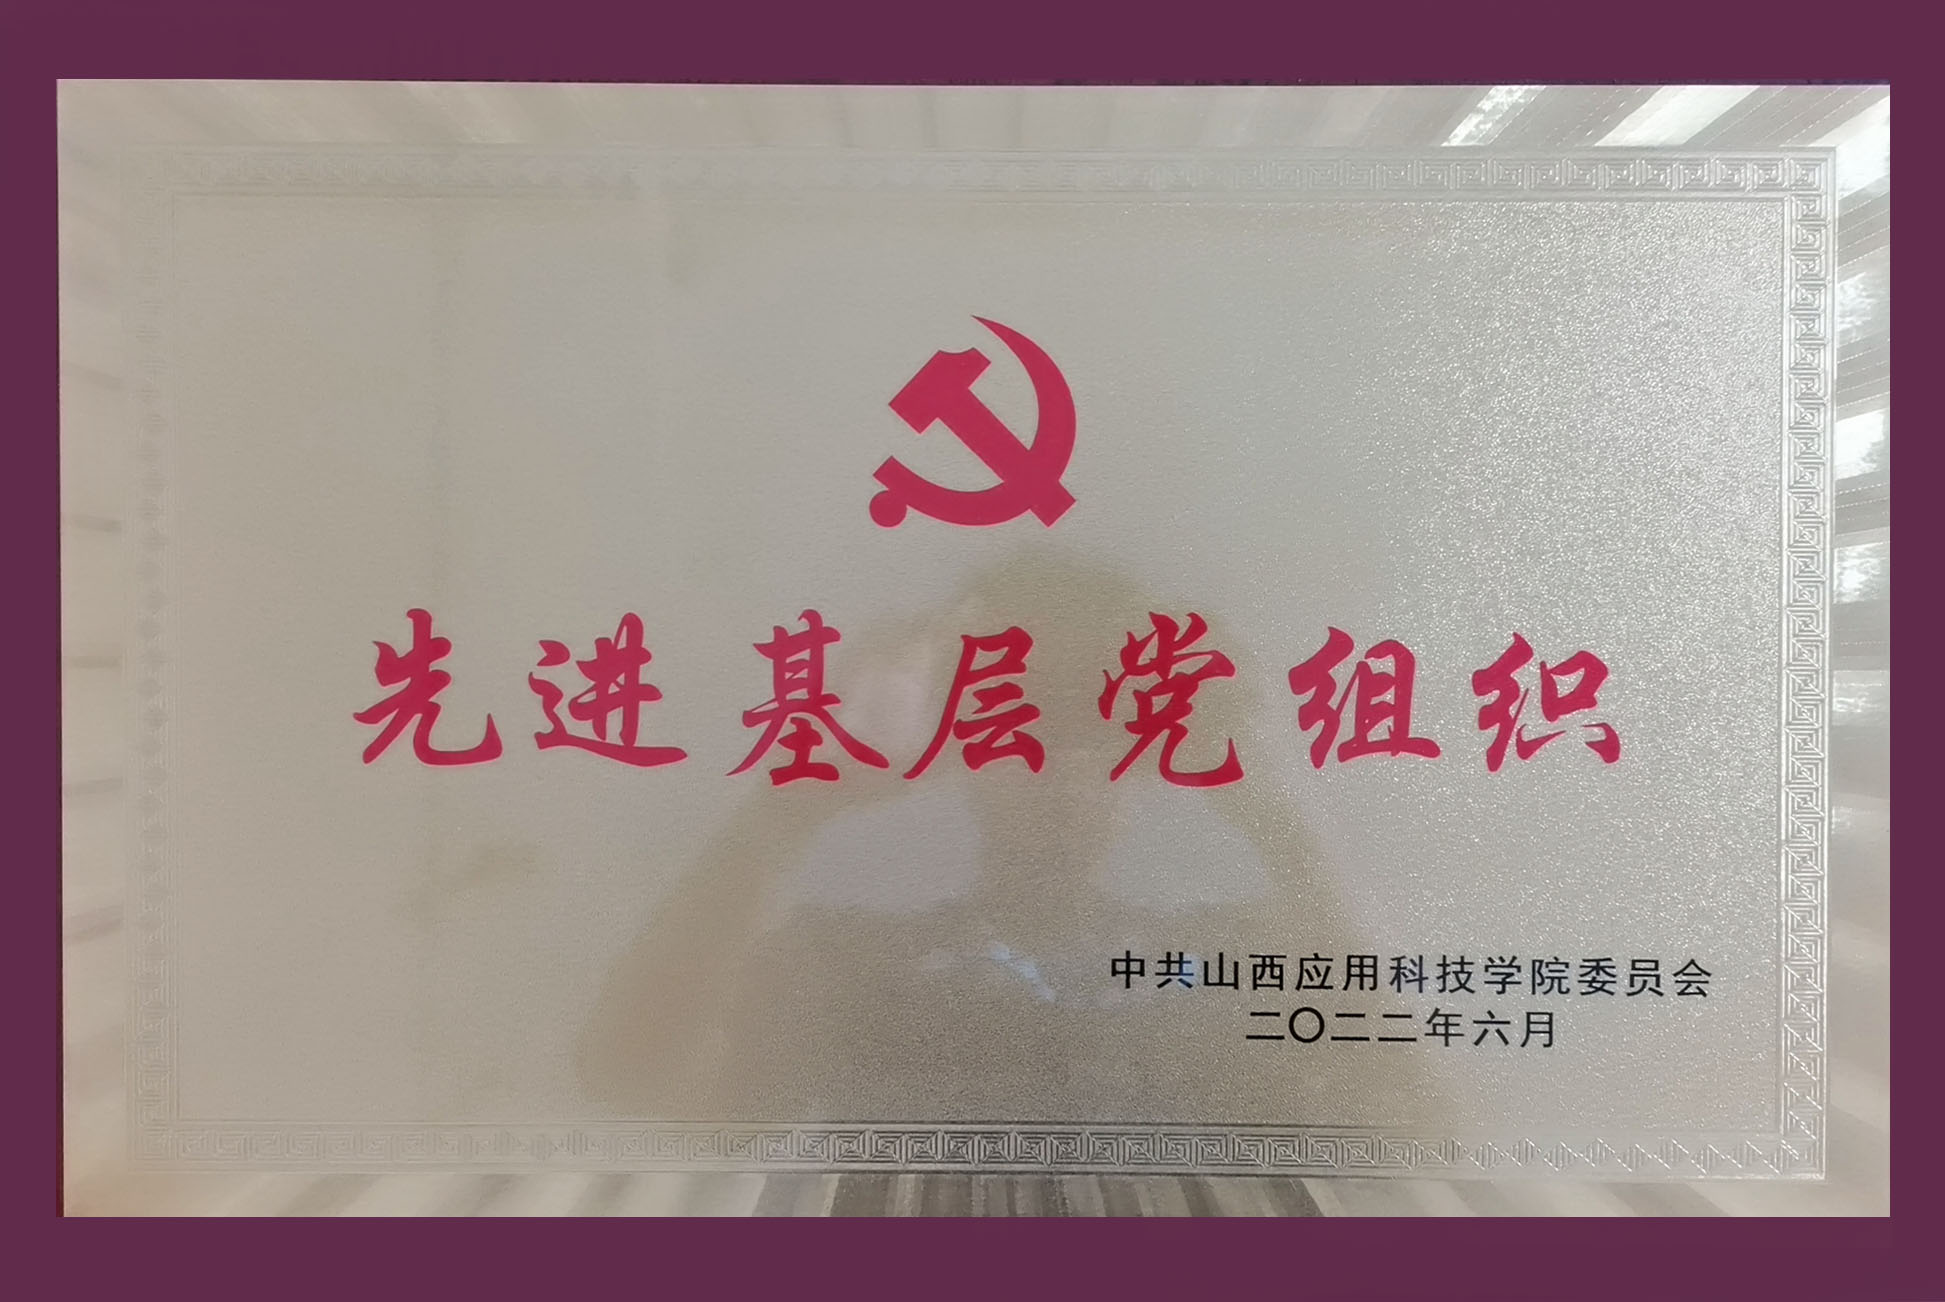 先进基层党组织
中共山西应用科技学院委员会
二〇二二年六月